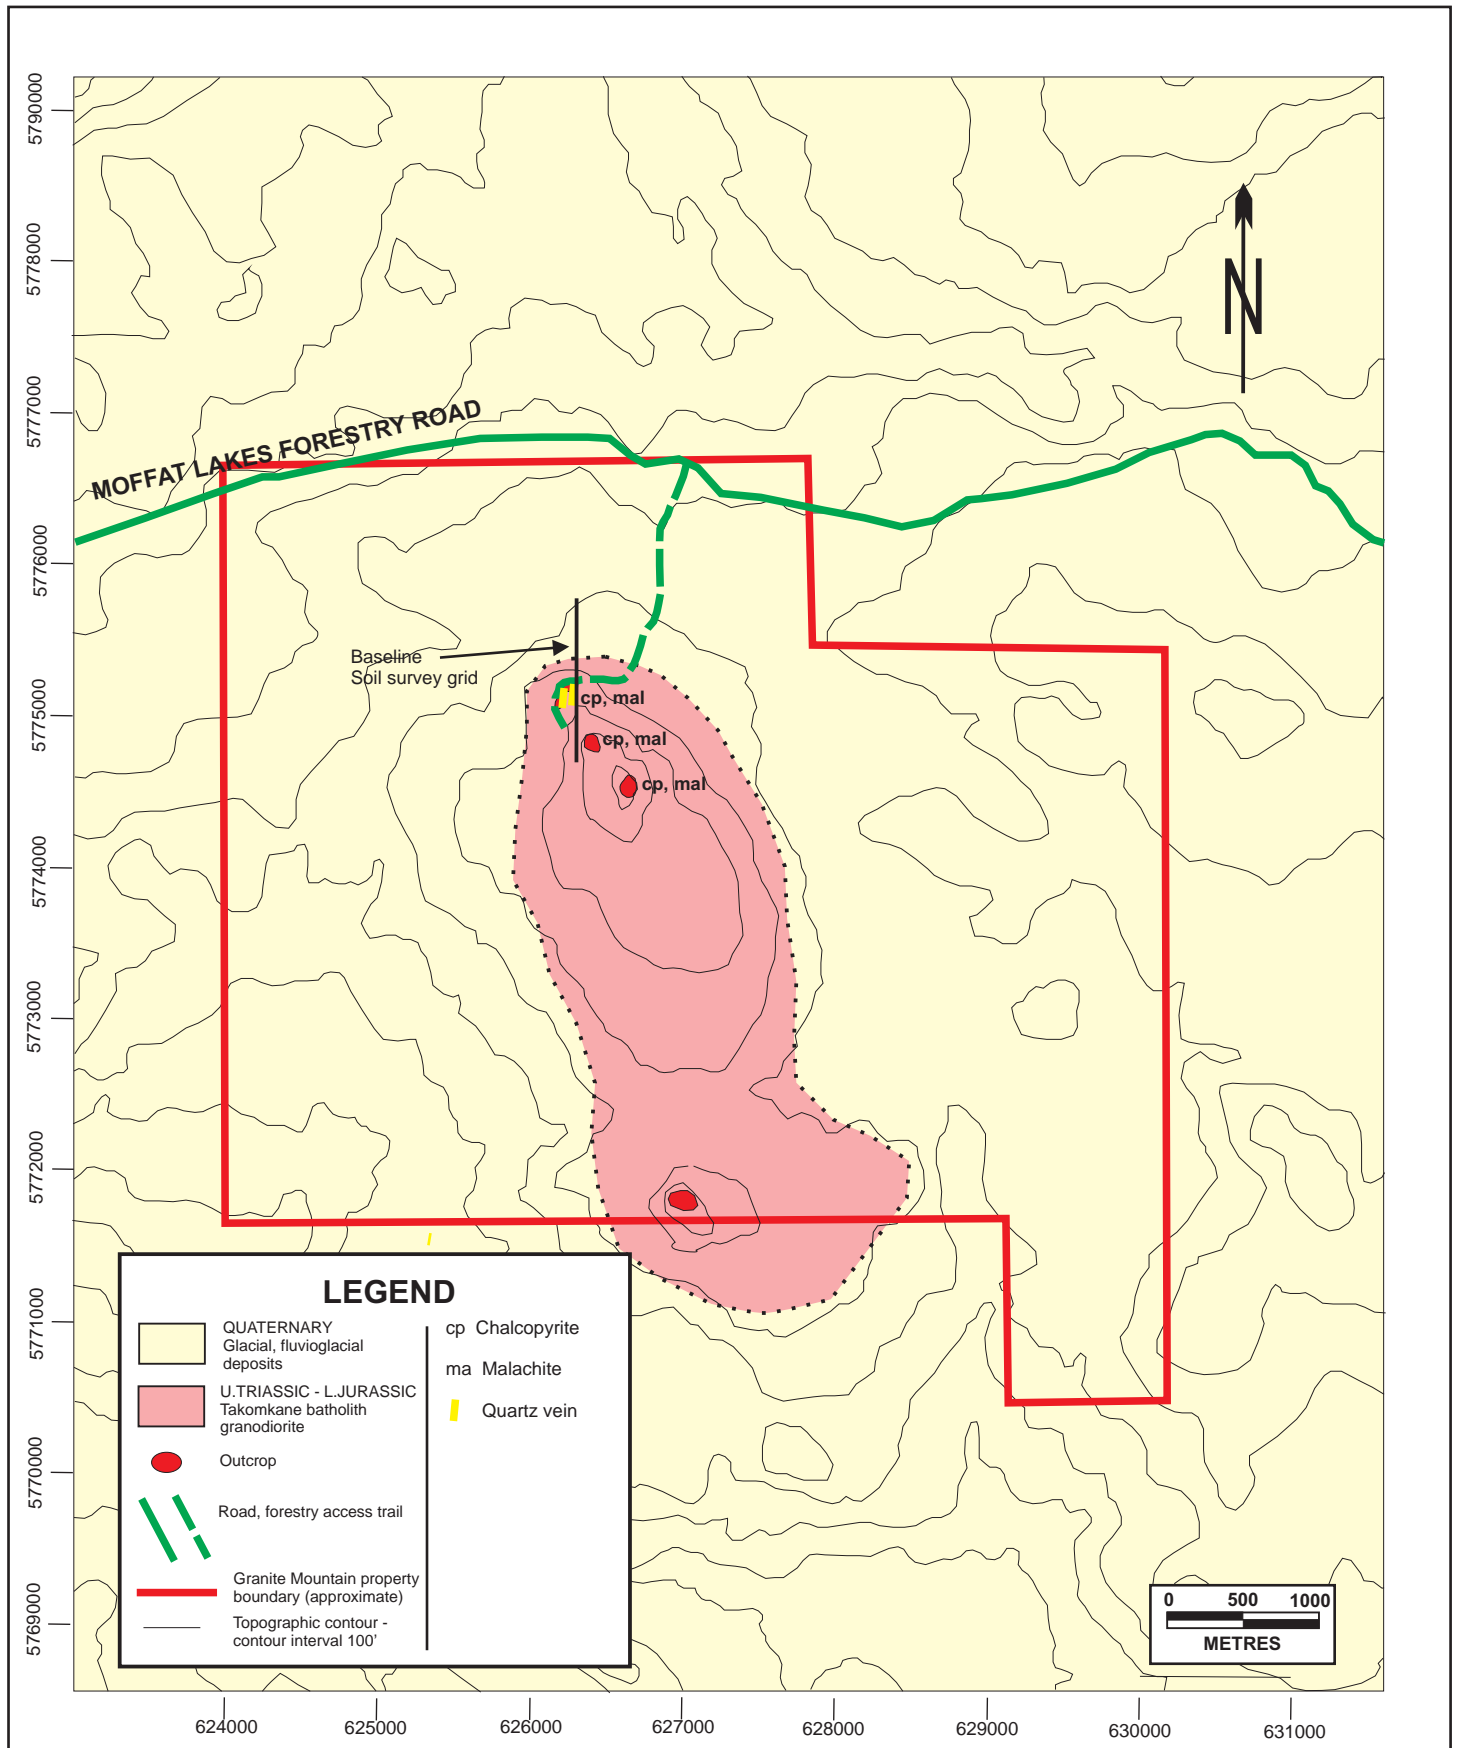 5790000
5778000
5777000
5776000
5775000
5774000
5773000
5772000
5771000
5770000
5769000
N
MOFFAT LAKES FORESTRY ROAD
Baseline
Soil survey grid
cp, mal
cp, mal
cp, mal
LEGEND
QUATERNARY
Glacial, fluvioglacial
deposits
U.TRIASSIC - L.JURASSIC
Takomkane batholith
granodiorite
Outcrop
Road, forestry access trail
Granite Mountain property
boundary (approximate)
Topographic contour -
contour interval 100'
cp Chalcopyrite
ma Malachite
Quartz vein
0 500 1000
METRES
624000 625000 626000 627000 628000 629000 630000 631000